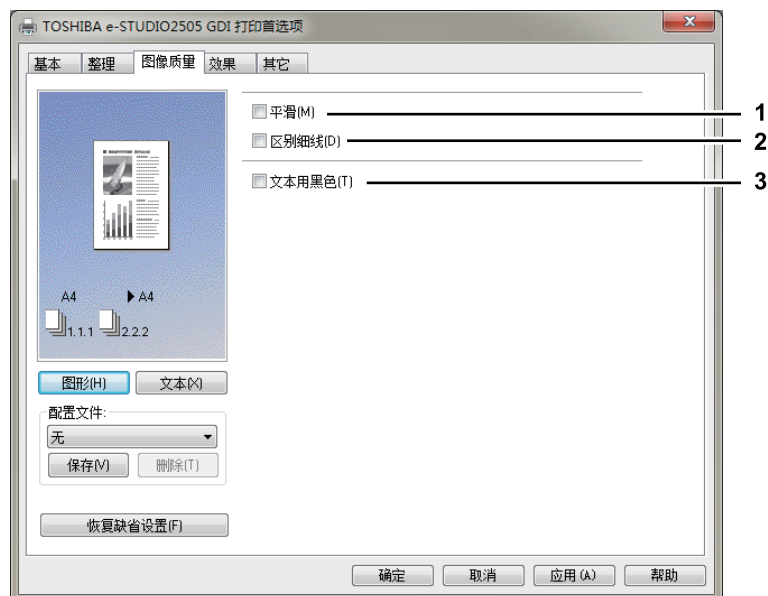 TOSHIBA e-STUDIO2505 GDI 打印首选项
基本 整理 图像质量 效果 其它
平滑(M) 1
区别细线(D) 2
文本用黑色(T) 3
A4 A4
1.1.1 2.2.2
图形(H) 文本(X)
配置文件:
无
保存(V) 删除(T)
恢复缺省设置(F)
确定 取消 应用(A) 帮助